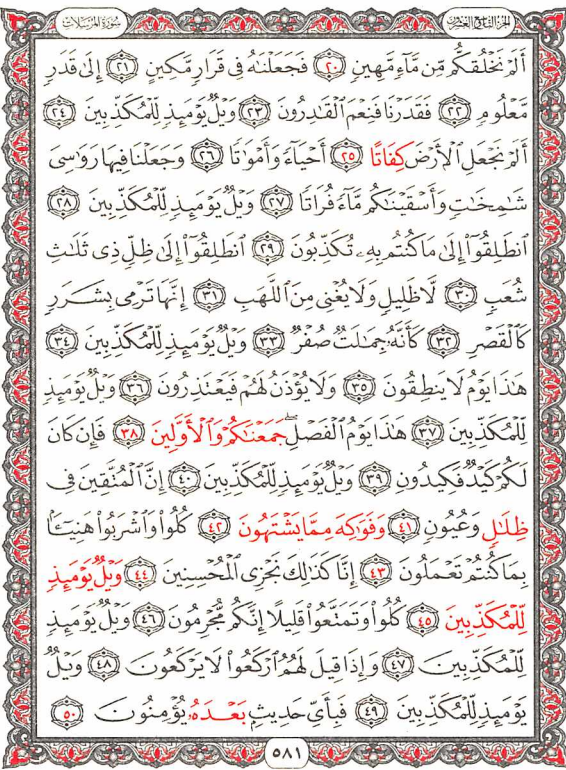 سُورَةُ المُرْسَلَات الجزء التاسع والعشرون
أَلَمْ نَخْلُقكُّم مِّن مَّآءٍ مَّهِينٍ ٢٠ فَجَعَلْنَٰهُ فِى قَرَارٍ مَّكِينٍ ٢١ إِلَىٰ قَدَرٍ
مَّعْلُومٍ ٢٢ فَقَدَرْنَا فَنِعْمَ ٱلْقَٰدِرُونَ ٢٣ وَيْلٌ يَوْمَئِذٍ لِّلْمُكَذِّبِينَ ٢٤
أَلَمْ نَجْعَلِ ٱلْأَرْضَ كِفَاتًا ٢٥ أَحْيَآءً وَأَمْوَٰتًا ٢٦ وَجَعَلْنَا فِيهَا رَوَٰسِىَ
شَٰمِخَٰتٍ وَأَسْقَيْنَٰكُم مَّآءً فُرَاتًا ٢٧ وَيْلٌ يَوْمَئِذٍ لِّلْمُكَذِّبِينَ ٢٨
ٱنطَلِقُوٓا۟ إِلَىٰ مَا كُنتُم بِهِۦ تُكَذِّبُونَ ٢٩ ٱنطَلِقُوٓا۟ إِلَىٰ ظِلٍّ ذِى ثَلَٰثِ
شُعَبٍ ٣٠ لَّا ظَلِيلٍ وَلَا يُغْنِى مِنَ ٱللَّهَبِ ٣١ إِنَّهَا تَرْمِى بِشَرَرٍ
كَٱلْقَصْرِ ٣٢ كَأَنَّهُۥ جِمَٰلَتٌ صُفْرٌ ٣٣ وَيْلٌ يَوْمَئِذٍ لِّلْمُكَذِّبِينَ ٣٤
هَٰذَا يَوْمُ لَا يَنطِقُونَ ٣٥ وَلَا يُؤْذَنُ لَهُمْ فَيَعْتَذِرُونَ ٣٦ وَيْلٌ يَوْمَئِذٍ
لِّلْمُكَذِّبِينَ ٣٧ هَٰذَا يَوْمُ ٱلْفَصْلِ ۖ جَمَعْنَٰكُمْ وَٱلْأَوَّلِينَ ٣٨ فَإِن كَانَ
لَكُمْ كَيْدٌ فَكِيدُونِ ٣٩ وَيْلٌ يَوْمَئِذٍ لِّلْمُكَذِّبِينَ ٤٠ إِنَّ ٱلْمُتَّقِينَ فِى
ظِلَٰلٍ وَعُيُونٍ ٤١ وَفَوَٰكِهَ مِمَّا يَشْتَهُونَ ٤٢ كُلُوا۟ وَٱشْرَبُوا۟ هَنِيٓـًٔۢا
بِمَا كُنتُمْ تَعْمَلُونَ ٤٣ إِنَّا كَذَٰلِكَ نَجْزِى ٱلْمُحْسِنِينَ ٤٤ وَيْلٌ يَوْمَئِذٍ
لِّلْمُكَذِّبِينَ ٤٥ كُلُوا۟ وَتَمَتَّعُوا۟ قَلِيلًا إِنَّكُم مُّجْرِمُونَ ٤٦ وَيْلٌ يَوْمَئِذٍ
لِّلْمُكَذِّبِينَ ٤٧ وَإِذَا قِيلَ لَهُمُ ٱرْكَعُوا۟ لَا يَرْكَعُونَ ٤٨ وَيْلٌ
يَوْمَئِذٍ لِّلْمُكَذِّبِينَ ٤٩ فَبِأَىِّ حَدِيثٍۭ بَعْدَهُۥ يُؤْمِنُونَ ٥٠
٥٨١